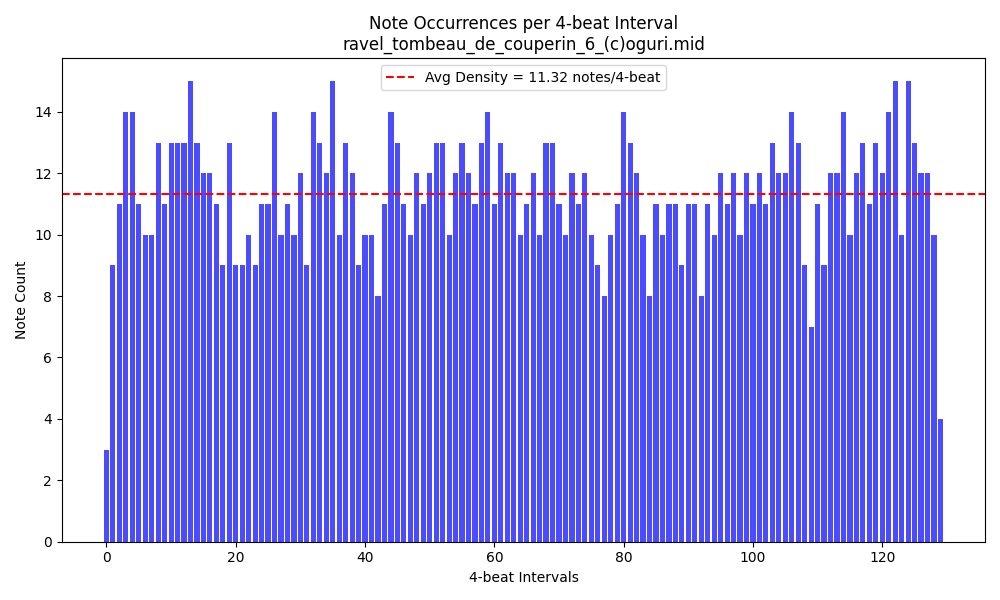 Note Occurrences per 4-beat Interval
ravel_tombeau_de_couperin_6_(c)oguri.mid
Avg Density = 11.32 notes/4-beat
Note Count
14
12
10
8
6
4
2
0
0 20 40 60 80 100 120
4-beat Intervals